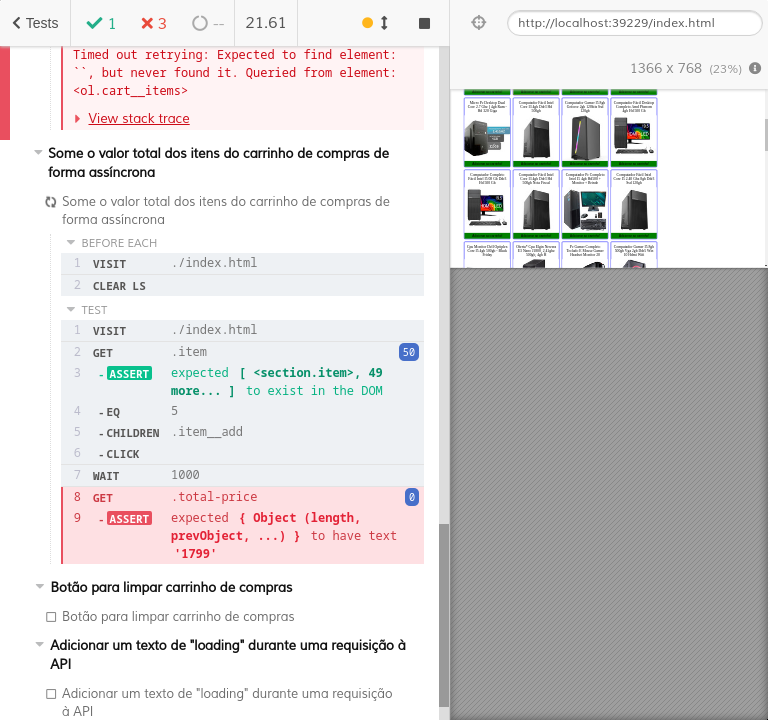 Tests
1
3
--
21.61
http://localhost:39229/index.html
1366 x 768 (23%)
Timed out retrying: Expected to find element:
``, but never found it. Queried from element:
<ol.cart__items>
View stack trace
Some o valor total dos itens do carrinho de compras de
forma assíncrona
Some o valor total dos itens do carrinho de compras de
forma assíncrona
BEFORE EACH
1 VISIT ./index.html
2 CLEAR LS
TEST
1 VISIT ./index.html
2 GET .item 50
3 -ASSERT expected [ <section.item>, 49
more... ] to exist in the DOM
4 -EQ 5
5 -CHILDREN .item__add
6 -CLICK
7 WAIT 1000
8 GET .total-price 0
9 -ASSERT expected { Object (length,
prevObject, ...) } to have text
'1799'
Botão para limpar carrinho de compras
Botão para limpar carrinho de compras
Adicionar um texto de "loading" durante uma requisição à
API
Adicionar um texto de "loading" durante uma requisição
à API